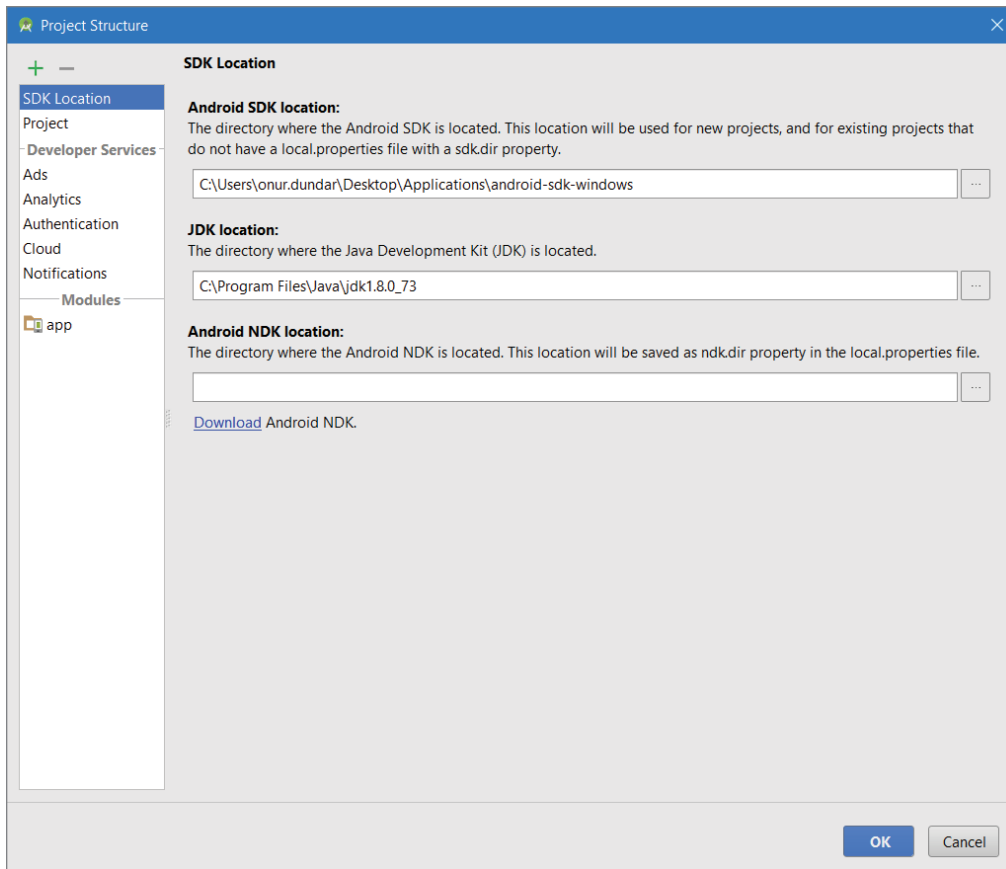 Project Structure
SDK Location
Project
Developer Services
Ads
Analytics
Authentication
Cloud
Notifications
Modules
app
SDK Location
Android SDK location:
The directory where the Android SDK is located. This location will be used for new projects, and for existing projects that
do not have a local.properties file with a sdk.dir property.
C:\Users\onur.dundar\Desktop\Applications\android-sdk-windows
...
JDK location:
The directory where the Java Development Kit (JDK) is located.
C:\Program Files\Java\jdk1.8.0_73
...
Android NDK location:
The directory where the Android NDK is located. This location will be saved as ndk.dir property in the local.properties file.
...
Download Android NDK.
OK
Cancel